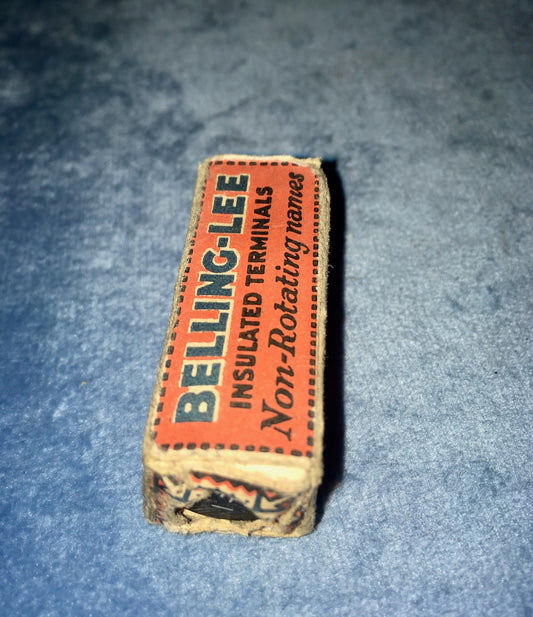 BELLING-LEE
INSULATED TERMINALS
Non-Rotating names